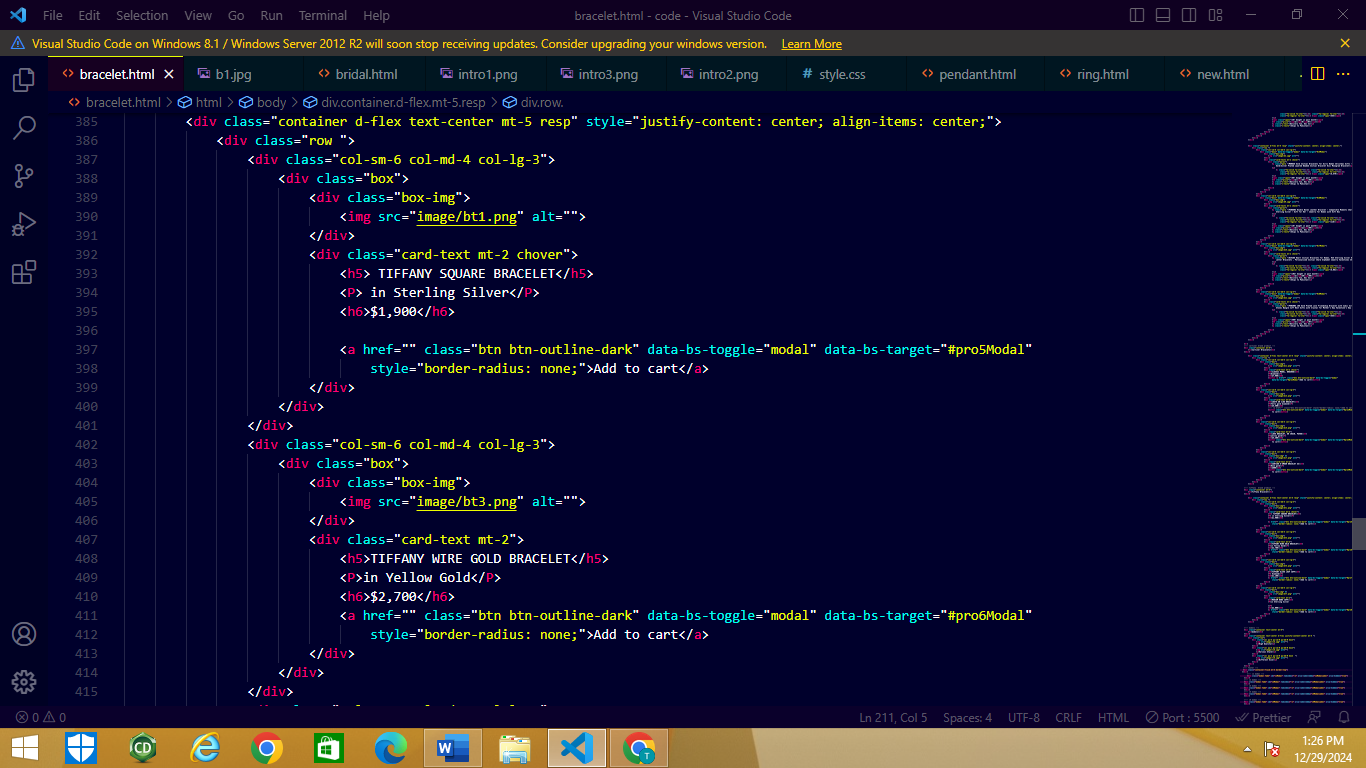 File Edit Selection View Go Run Terminal Help bracelet.html - code - Visual Studio Code
Visual Studio Code on Windows 8.1 / Windows Server 2012 R2 will soon stop receiving updates. Consider upgrading your windows version. Learn More
bracelet.html b1.jpg bridal.html intro1.png intro3.png intro2.png # style.css pendant.html ring.html new.html
bracelet.html > html > body > div.container.d-flex.mt-5.resp > div.row.
385 <div class="container d-flex text-center mt-5 resp" style="justify-content: center; align-items: center;">
386 <div class="row ">
387 <div class="col-sm-6 col-md-4 col-lg-3">
388 <div class="box">
389 <div class="box-img">
390 <img src="image/bt1.png" alt="">
391 </div>
392 <div class="card-text mt-2 chover">
393 <h5> TIFFANY SQUARE BRACELET</h5>
394 <P> in Sterling Silver</P>
395 <h6>$1,900</h6>
396
397 <a href="" class="btn btn-outline-dark" data-bs-toggle="modal" data-bs-target="#pro5Modal"
398 style="border-radius: none;">Add to cart</a>
399 </div>
400 </div>
401 </div>
402 <div class="col-sm-6 col-md-4 col-lg-3">
403 <div class="box">
404 <div class="box-img">
405 <img src="image/bt3.png" alt="">
406 </div>
407 <div class="card-text mt-2">
408 <h5>TIFFANY WIRE GOLD BRACELET</h5>
409 <P>in Yellow Gold</P>
410 <h6>$2,700</h6>
411 <a href="" class="btn btn-outline-dark" data-bs-toggle="modal" data-bs-target="#pro6Modal"
412 style="border-radius: none;">Add to cart</a>
413 </div>
414 </div>
415 </div>
0 0 Ln 211, Col 5 Spaces: 4 UTF-8 CRLF HTML Port : 5500 Prettier
CD W T
1:26 PM
12/29/2024